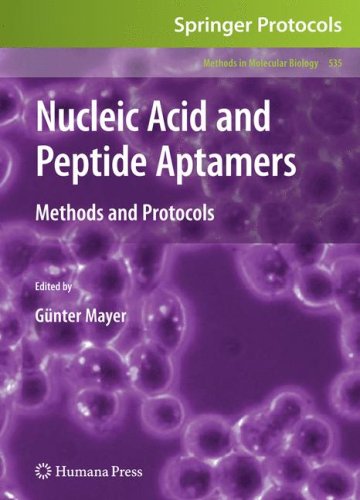 Springer Protocols
Methods in Molecular Biology 535
Nucleic Acid and
Peptide Aptamers
Methods and Protocols
Edited by
Günter Mayer
Humana Press